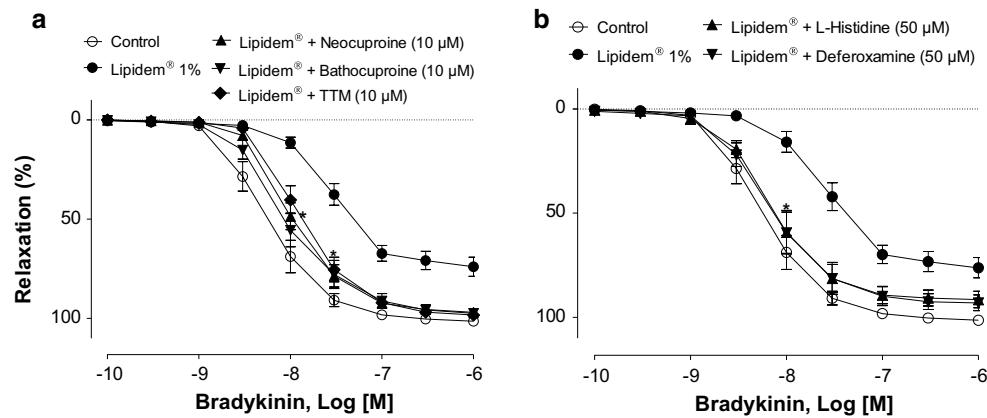 a
Control
Lipidem® 1%
Lipidem® + Neocuproine (10 μM)
Lipidem® + Bathocuproine (10 μM)
Lipidem® + TTM (10 μM)
Relaxation (%)
0
50
100
*
*
-10 -9 -8 -7 -6
Bradykinin, Log [M]
b
Control
Lipidem® 1%
Lipidem® + L-Histidine (50 μM)
Lipidem® + Deferoxamine (50 μM)
0
50
100
*
-10 -9 -8 -7 -6
Bradykinin, Log [M]